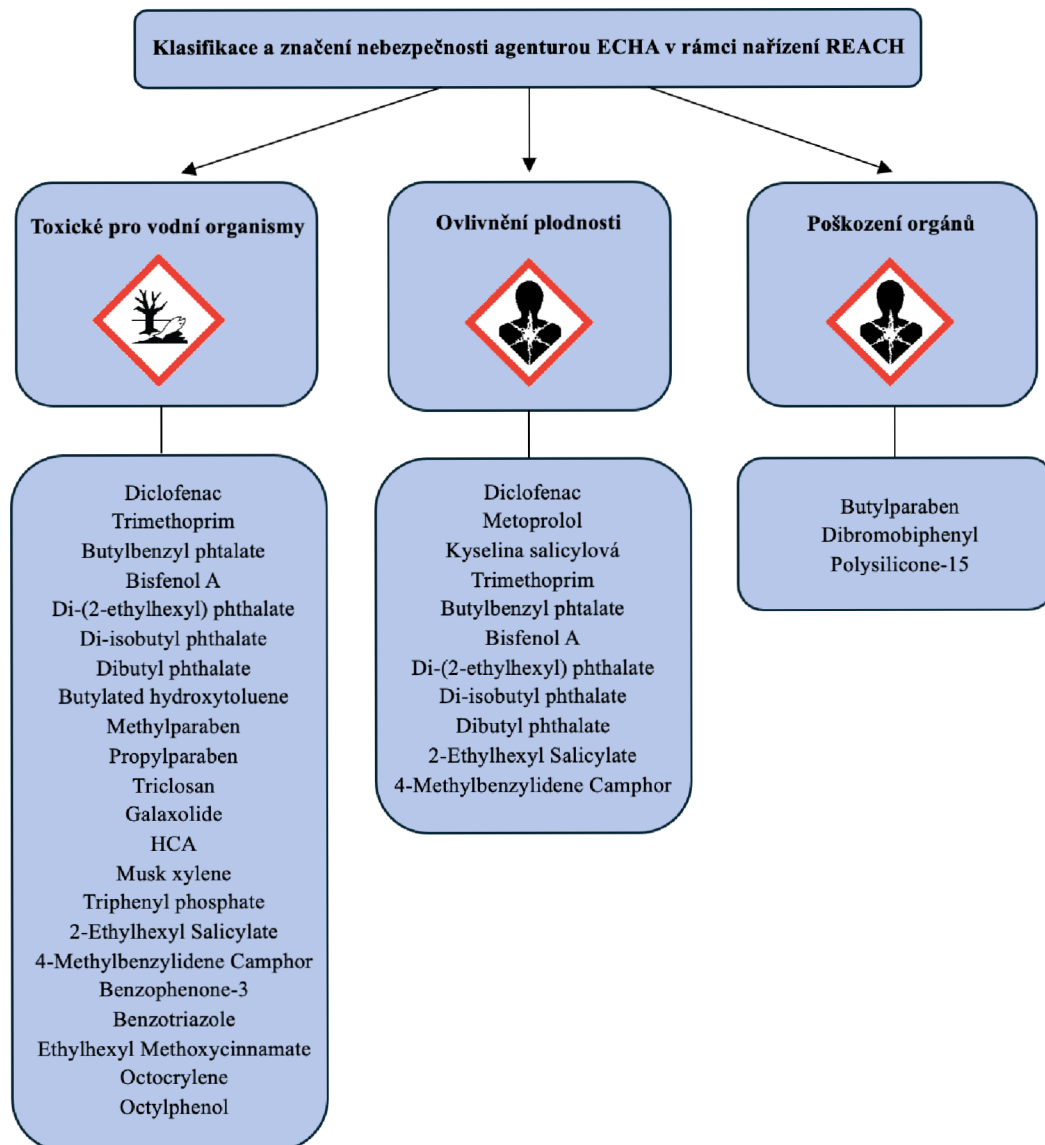 Klasifikace a značení nebezpečnosti agenturou ECHA v rámci nařízení REACH
Toxické pro vodní organismy
Diclofenac
Trimethoprim
Butylbenzyl phtalate
Bisfenol A
Di-(2-ethylhexyl) phthalate
Di-isobutyl phthalate
Dibutyl phthalate
Butylated hydroxytoluene
Methylparaben
Propylparaben
Triclosan
Galaxolide
HCA
Musk xylene
Triphenyl phosphate
2-Ethylhexyl Salicylate
4-Methylbenzylidene Camphor
Benzophenone-3
Benzotriazole
Ethylhexyl Methoxycinnamate
Octocrylene
Octylphenol
Ovlivnění plodnosti
Diclofenac
Metoprolol
Kyselina salicylová
Trimethoprim
Butylbenzyl phtalate
Bisfenol A
Di-(2-ethylhexyl) phthalate
Di-isobutyl phthalate
Dibutyl phthalate
2-Ethylhexyl Salicylate
4-Methylbenzylidene Camphor
Poškození orgánů
Butylparaben
Dibromobiphenyl
Polysilicone-15